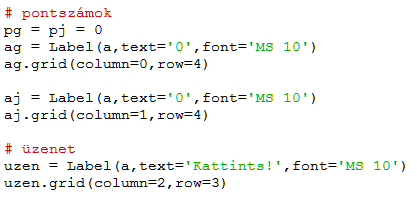 # pontszámok
pg = pj = 0
ag = Label(a,text='0',font='MS 10')
ag.grid(column=0,row=4)
aj = Label(a,text='0',font='MS 10')
aj.grid(column=1,row=4)
# üzenet
uzen = Label(a,text='Kattints!',font='MS 10')
uzen.grid(column=2,row=3)